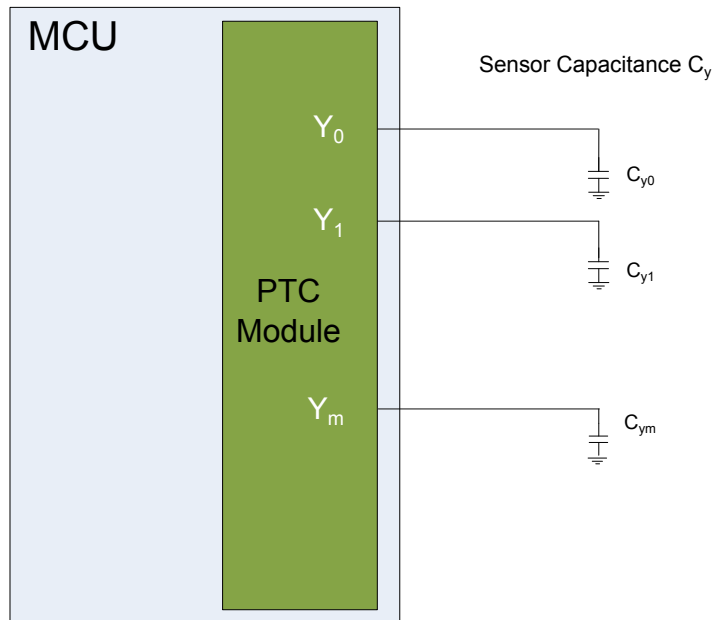 MCU
Sensor Capacitance Cy
Y0
Cy0
Y1
Cy1
PTC
Module
Ym
Cym